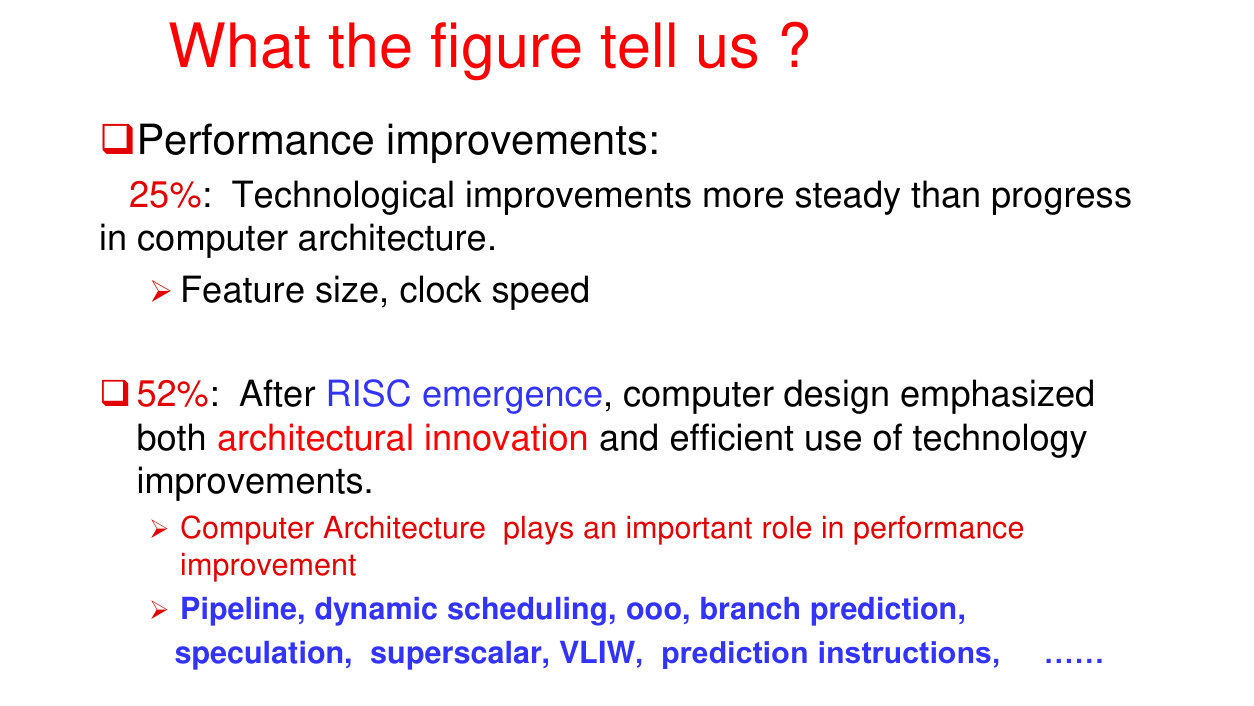 What the figure tell us ?
Performance improvements:
25%: Technological improvements more steady than progress
in computer architecture.
Feature size, clock speed
52%: After RISC emergence, computer design emphasized
both architectural innovation and efficient use of technology
improvements.
Computer Architecture plays an important role in performance
improvement
Pipeline, dynamic scheduling, ooo, branch prediction,
speculation, superscalar, VLIW, prediction instructions, ……